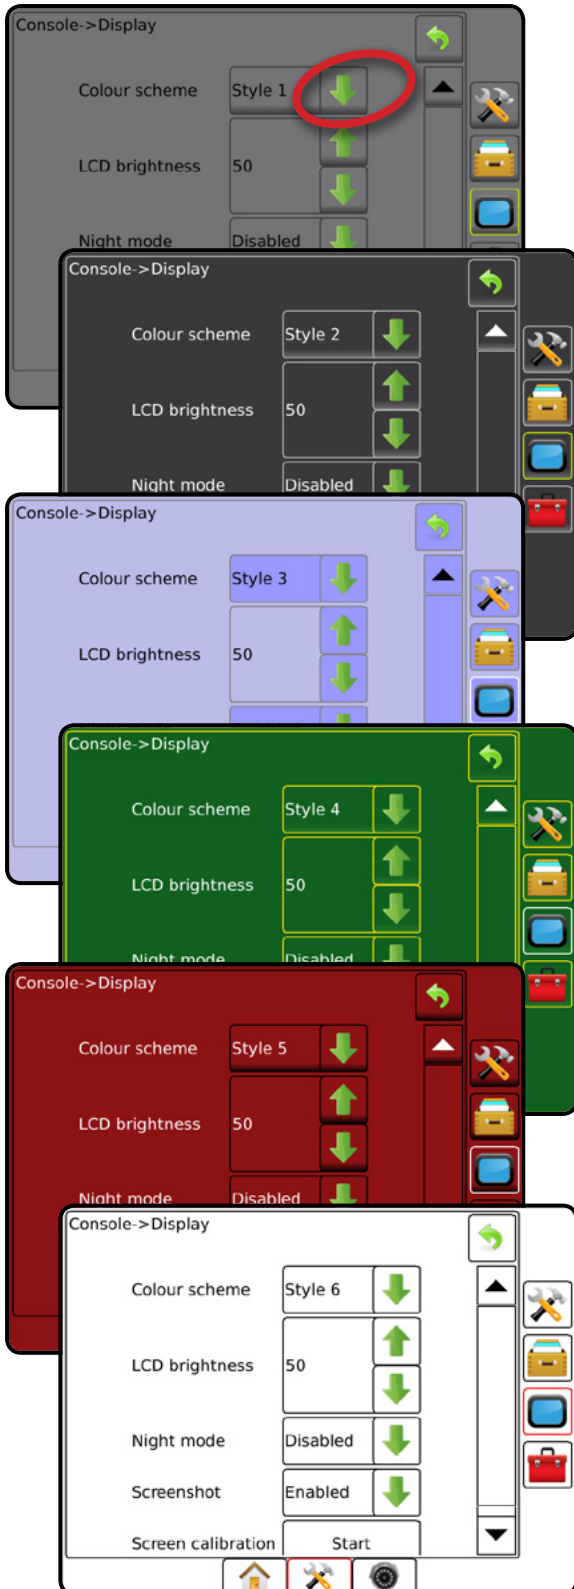 Console->Display
Colour scheme Style 1
LCD brightness 50
Night mode Disabled
Console->Display
Colour scheme Style 2
LCD brightness 50
Night mode Disabled
Console->Display
Colour scheme Style 3
LCD brightness 50
Console->Display
Colour scheme Style 4
LCD brightness 50
Night mode Disabled
Console->Display
Colour scheme Style 5
LCD brightness 50
Night mode Disabled
Console->Display
Colour scheme Style 6
LCD brightness 50
Night mode Disabled
Screenshot Enabled
Screen calibration Start